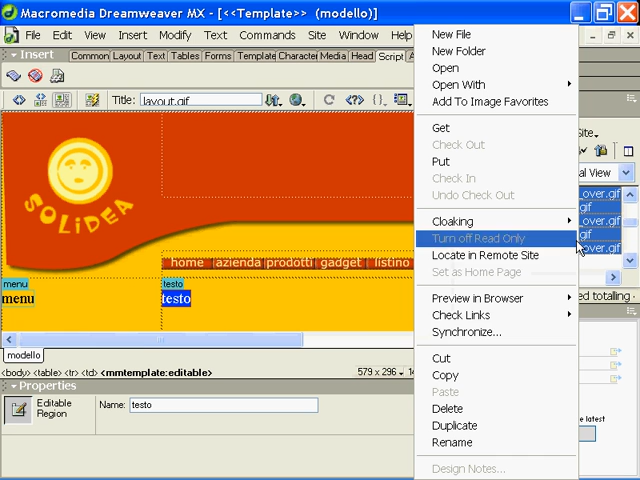 Macromedia Dreamweaver MX - [<<Template>> (modello)]
File Edit View Insert Modify Text Commands Site Window Help
Insert Common Layout Text Tables Forms Template Character Media Head Script
Title: layout.gif
SOLiDEA
home azienda prodotti gadget listino
menu testo
menu testo
modello
<body> <table> <tr> <td> <mmtemplate:editable> 579 x 296
Properties
Editable Region
Name: testo
New File
New Folder
Open
Open With
Add To Image Favorites
Get
Check Out
Put
Check In
Undo Check Out
Cloaking
Turn off Read Only
Locate in Remote Site
Set as Home Page
Preview in Browser
Check Links
Synchronize...
Cut
Copy
Paste
Delete
Duplicate
Rename
Design Notes...
Site
al View
_over.gif
gif
_over.gif
gif
_over.gif
ed totalling
e latest